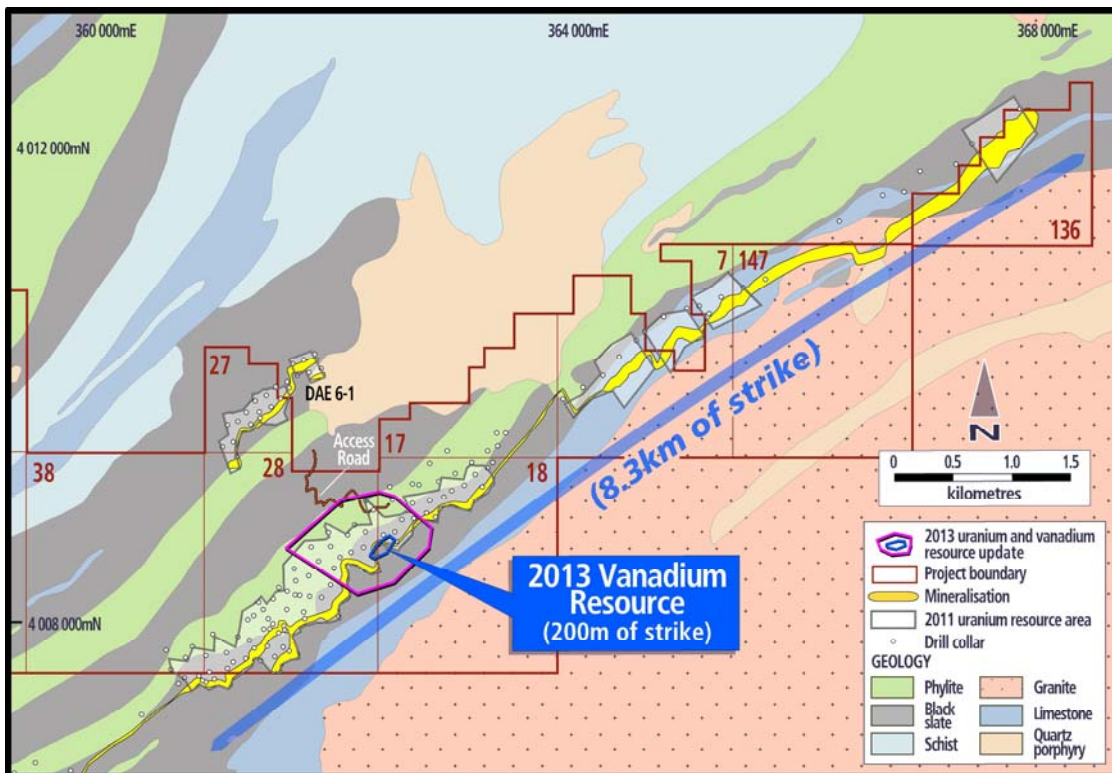 360 000mE
364 000mE
368 000mE
4 012 000mN
136
7
147
27
DAE 6-1
Access
Road
17
38
28
18
(8.3km of strike)
N
0
0.5
1.0
1.5
kilometres
2013 Vanadium
Resource
(200m of strike)
4 008 000mN
2013 uranium and vanadium
resource update
Project boundary
Mineralisation
2011 uranium resource area
Drill collar
GEOLOGY
Phylite
Granite
Black
slate
Limestone
Schist
Quartz
porphyry